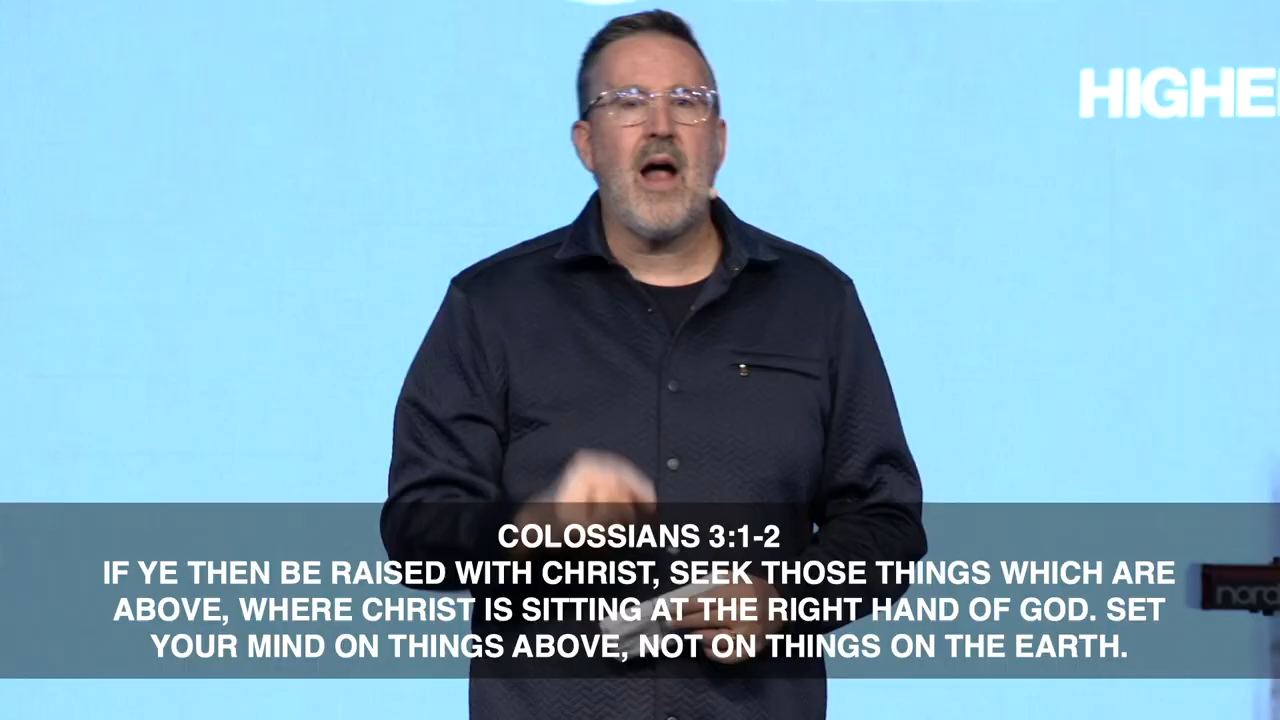 HIGHE
COLOSSIANS 3:1-2
IF YE THEN BE RAISED WITH CHRIST, SEEK THOSE THINGS WHICH ARE
ABOVE, WHERE CHRIST IS SITTING AT THE RIGHT HAND OF GOD. SET
YOUR MIND ON THINGS ABOVE, NOT ON THINGS ON THE EARTH.
nord